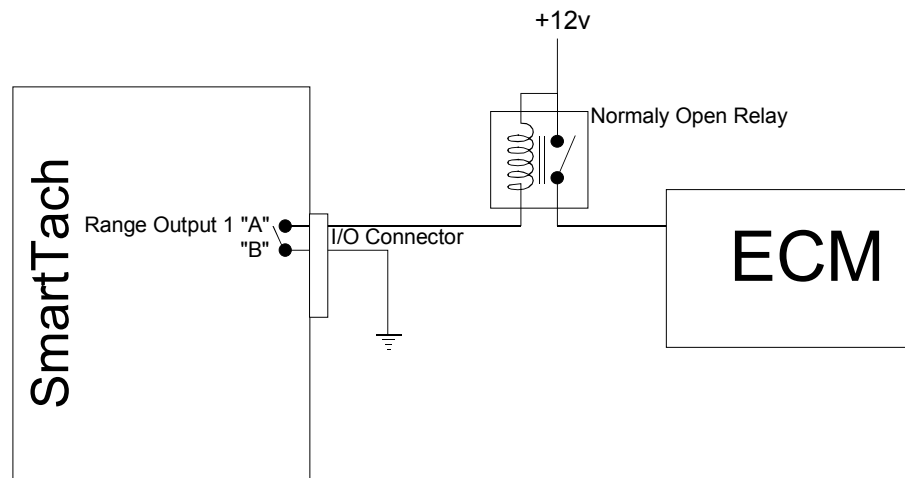 +12v
Normaly Open Relay
SmartTach
Range Output 1 "A"
"B"
I/O Connector
ECM